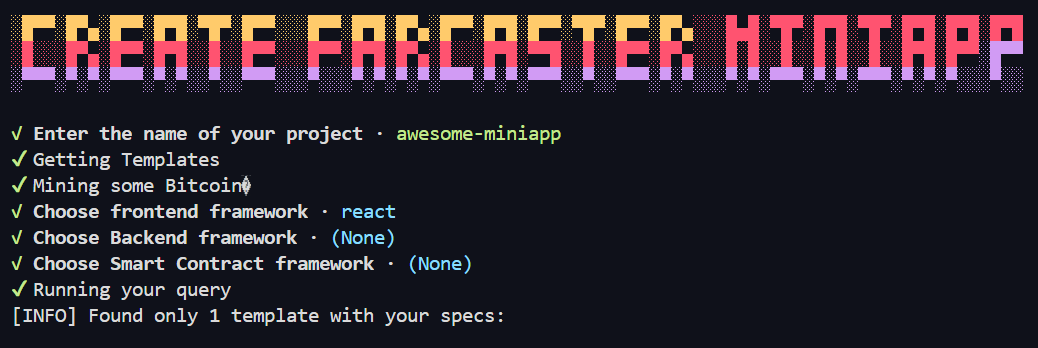 CREATE FARCASTER MINIAPP
√ Enter the name of your project · awesome-miniapp
✔ Getting Templates
✔ Mining some Bitcoin�
√ Choose frontend framework · react
√ Choose Backend framework · (None)
√ Choose Smart Contract framework · (None)
✔ Running your query
[INFO] Found only 1 template with your specs: